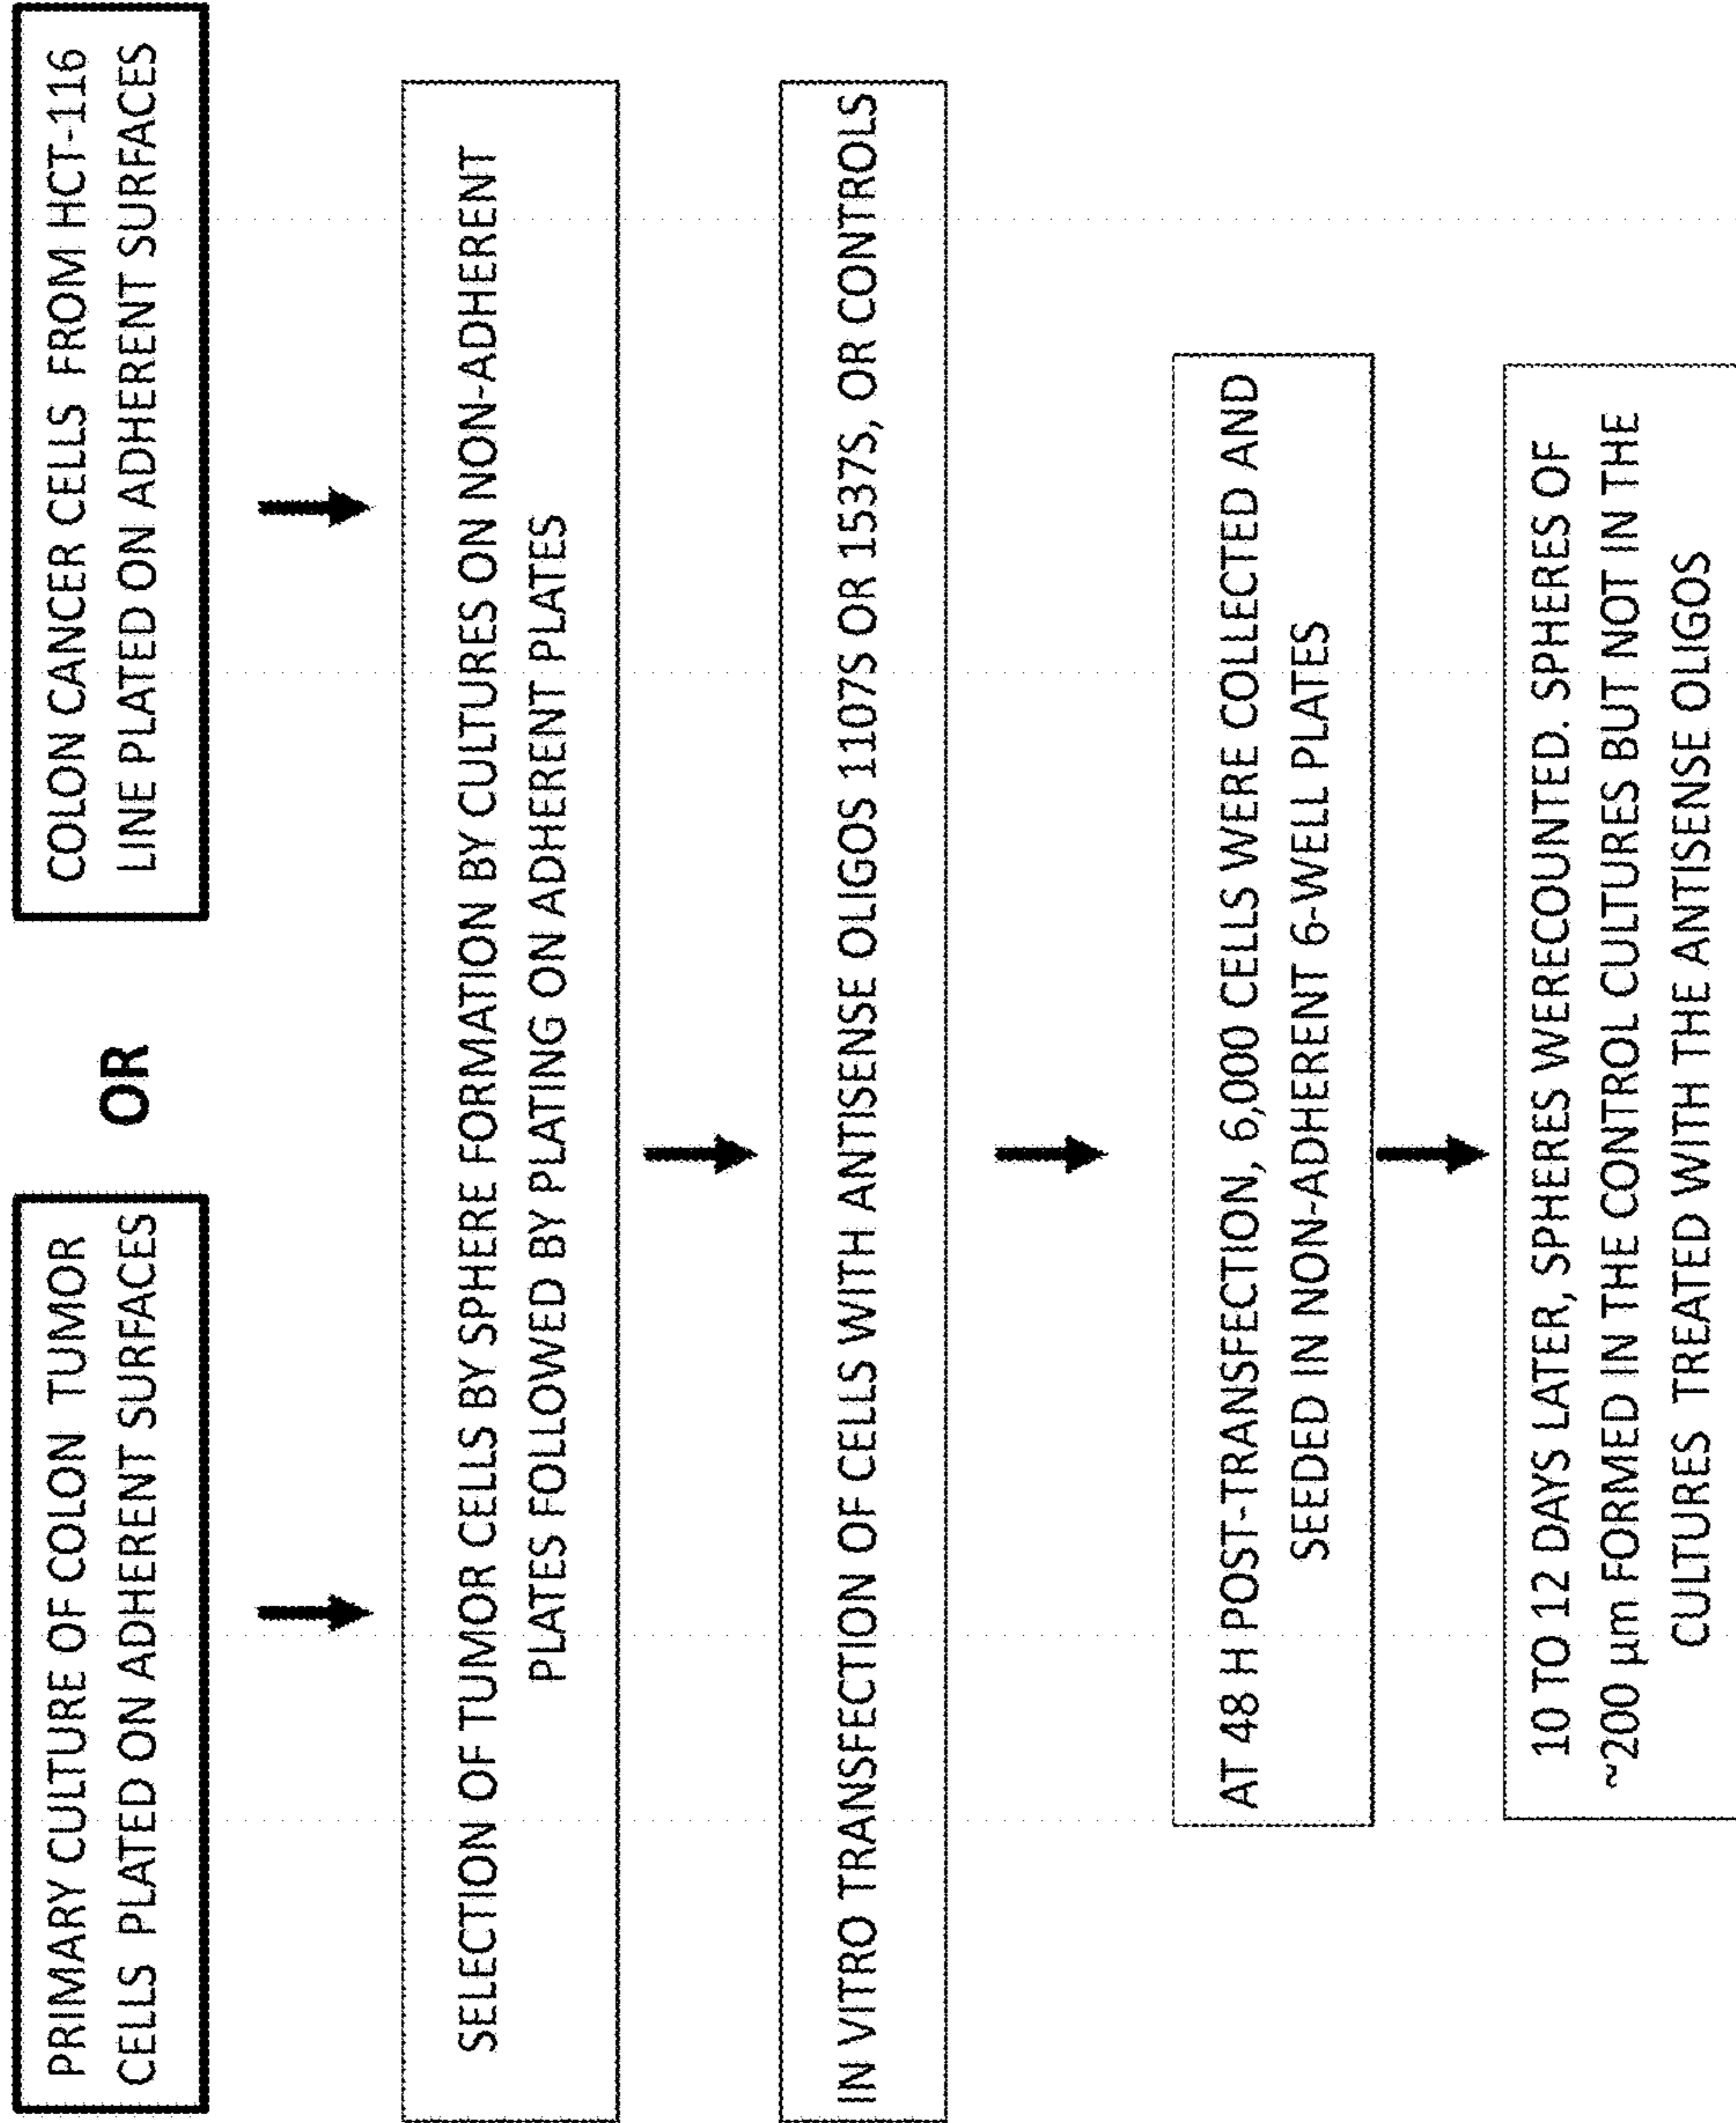 PRIMARY CULTURE OF COLON TUMOR
CELLS PLATED ON ADHERENT SURFACES
OR
COLON CANCER CELLS FROM HCT-116
LINE PLATED ON ADHERENT SURFACES
SELECTION OF TUMOR CELLS BY SPHERE FORMATION BY CULTURES ON NON-ADHERENT
PLATES FOLLOWED BY PLATING ON ADHERENT PLATES
IN VITRO TRANSFECTION OF CELLS WITH ANTISENSE OLIGOS 1107S OR 1537S, OR CONTROLS
AT 48 H POST-TRANSFECTION, 6,000 CELLS WERE COLLECTED AND
SEEDED IN NON-ADHERENT 6-WELL PLATES
10 TO 12 DAYS LATER, SPHERES WERECOUNTED. SPHERES OF
~200 µm FORMED IN THE CONTROL CULTURES BUT NOT IN THE
CULTURES TREATED WITH THE ANTISENSE OLIGOS